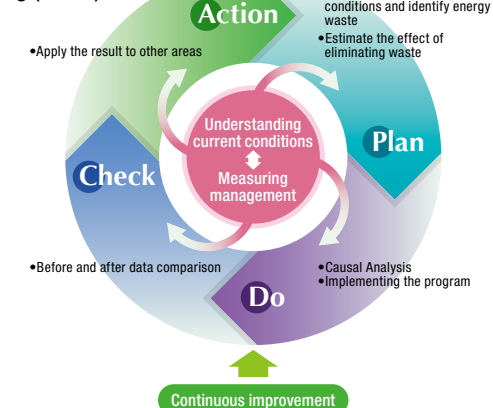 Action
conditions and identify energy
waste
•Estimate the effect of
eliminating waste
•Apply the result to other areas
Understanding
current conditions
Measuring
management
Plan
Check
•Before and after data comparison
•Causal Analysis
•Implementing the program
Do
Continuous improvement